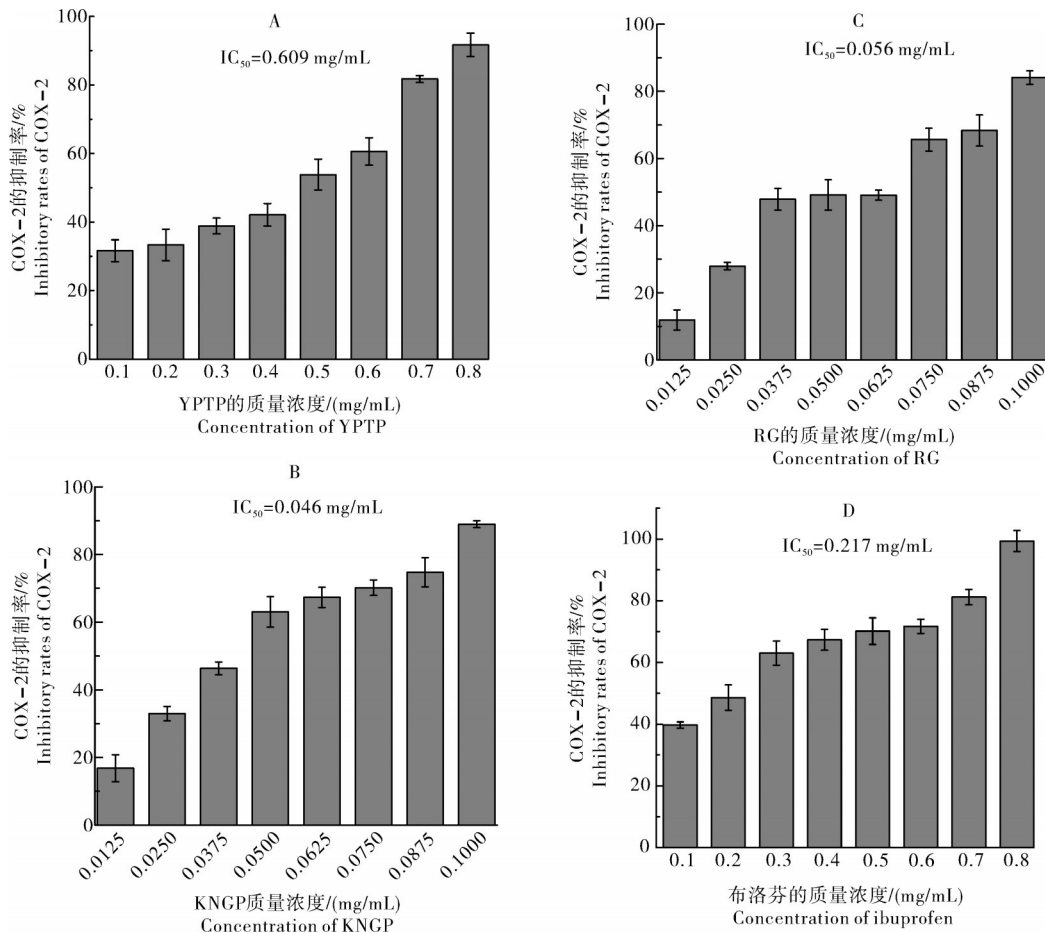 A
IC₅₀=0.609 mg/mL
COX-2的抑制率/%
Inhibitory rates of COX-2
100
80
60
40
20
0
0.1 0.2 0.3 0.4 0.5 0.6 0.7 0.8
YPTP的质量浓度/(mg/mL)
Concentration of YPTP
B
IC₅₀=0.046 mg/mL
COX-2的抑制率/%
Inhibitory rates of COX-2
100
80
60
40
20
0
0.0125 0.0250 0.0375 0.0500 0.0625 0.0750 0.0875 0.1000
KNGP质量浓度/(mg/mL)
Concentration of KNGP
C
IC₅₀=0.056 mg/mL
COX-2的抑制率/%
Inhibitory rates of COX-2
100
80
60
40
20
0
0.0125 0.0250 0.0375 0.0500 0.0625 0.0750 0.0875 0.1000
RG的质量浓度/(mg/mL)
Concentration of RG
D
IC₅₀=0.217 mg/mL
COX-2的抑制率/%
Inhibitory rates of COX-2
100
80
60
40
20
0
0.1 0.2 0.3 0.4 0.5 0.6 0.7 0.8
布洛芬的质量浓度/(mg/mL)
Concentration of ibuprofen